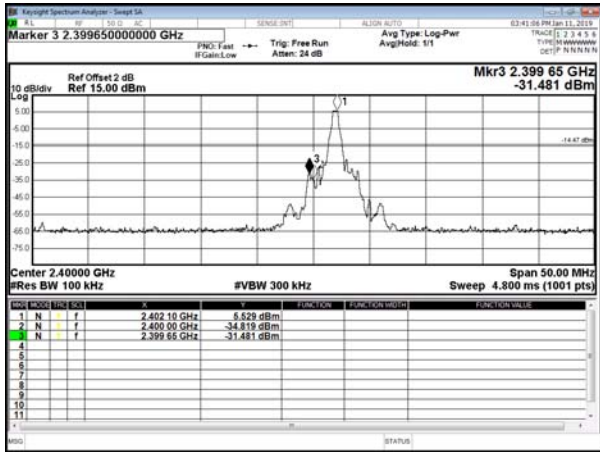 Keysight Spectrum Analyzer - Swept SA
RL RF 50 Ω AC SENSE:INT ALIGN AUTO 03:41:06 PM Jan 11, 2019
Marker 3 2.399650000000 GHz
PNO: Fast Trig: Free Run Avg Type: Log-Pwr TRACE 1 2 3 4 5 6
IFGain:Low Atten: 24 dB Avg|Hold: 1/1 TYPE M WWWWW
DET P N N N N N
Ref Offset 2 dB Mkr3 2.399 65 GHz
10 dB/div Ref 15.00 dBm -31.481 dBm
Log
1
5.00
-5.00
-14.47 dBm
-15.0
3
-25.0
-35.0
-45.0
-55.0
-65.0
-75.0
Center 2.40000 GHz Span 50.00 MHz
#Res BW 100 kHz #VBW 300 kHz Sweep 4.800 ms (1001 pts)
MKR MODE TRC SCL X Y FUNCTION FUNCTION WIDTH FUNCTION VALUE
1 N 1 f 2.402 10 GHz 5.529 dBm
2 N 1 f 2.400 00 GHz -34.819 dBm
3 N 1 f 2.399 65 GHz -31.481 dBm
4
5
6
7
8
9
10
11
MSG STATUS